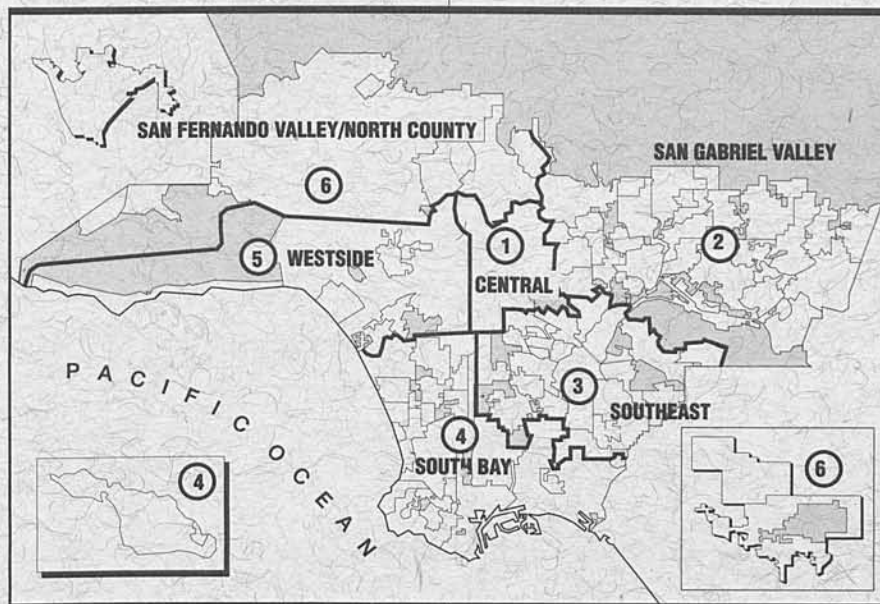 SAN FERNANDO VALLEY/NORTH COUNTY
6
SAN GABRIEL VALLEY
2
1
CENTRAL
5
WESTSIDE
3
SOUTHEAST
4
SOUTH BAY
PACIFIC OCEAN
4
6